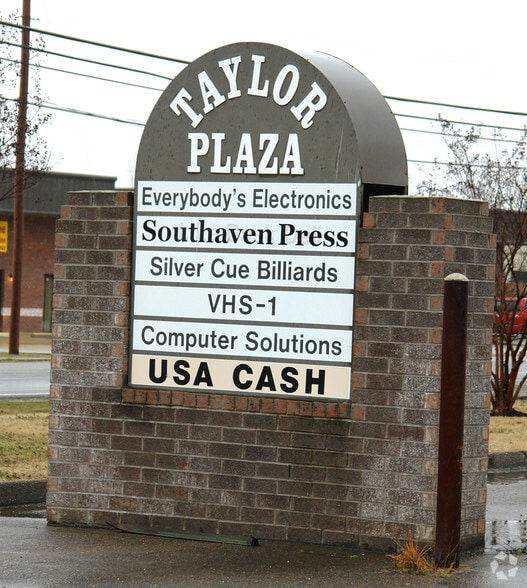 TAYLOR
PLAZA
Everybody's Electronics
Southaven Press
Silver Cue Billiards
VHS-1
Computer Solutions
USA CASH